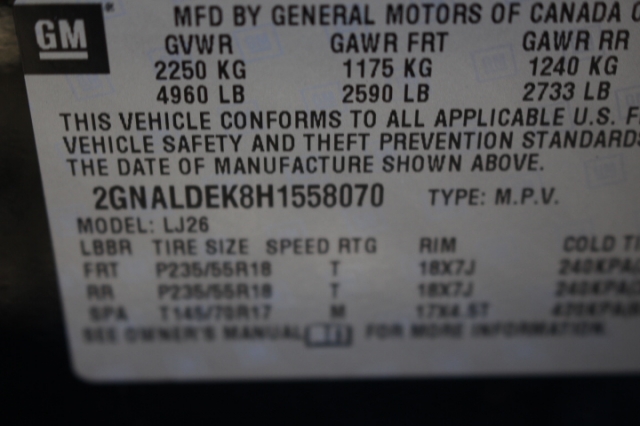 GM
MFD BY GENERAL MOTORS OF CANADA
GVWR GAWR FRT GAWR RR
2250 KG 1175 KG 1240 KG
4960 LB 2590 LB 2733 LB
THIS VEHICLE CONFORMS TO ALL APPLICABLE U.S. F
VEHICLE SAFETY AND THEFT PREVENTION STANDARDS
THE DATE OF MANUFACTURE SHOWN ABOVE.
2GNALDEK8H1558070 TYPE: M.P.V.
MODEL: LJ26
LBBR TIRE SIZE SPEED RTG RIM COLD TI
FRT P235/55R18 T 18X7J 240KPA
RR P235/55R18 T 18X7J 240KPA
SPA T145/70R17 M 17X4.5T 420KPA
SEE OWNER'S MANUAL FOR MORE INFORMATION.